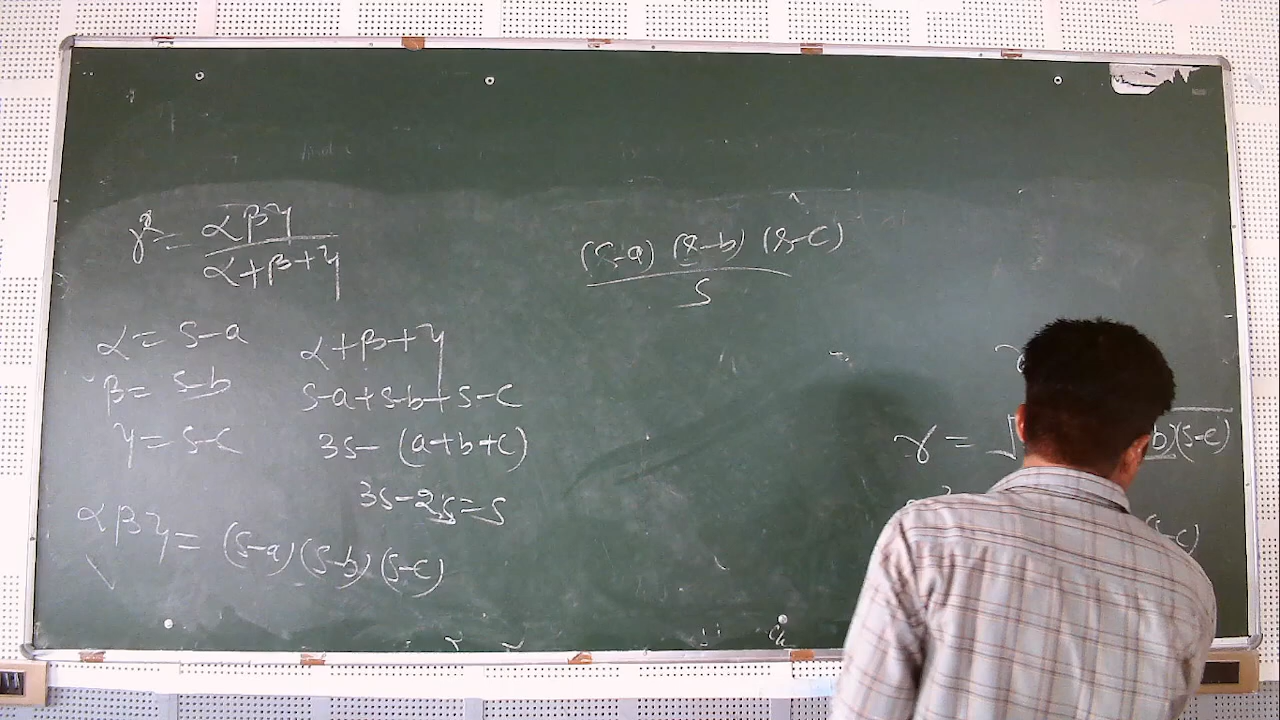 r² = αβγ / α+β+γ
α = s-a
β = s-b
γ = s-c
αβγ = (s-a)(s-b)(s-c)
α+β+γ
s-a+s-b+s-c
3s-(a+b+c)
3s-2s=s
(s-a)(s-b)(s-c) / s
r = √ b)(s-c)
s-c)